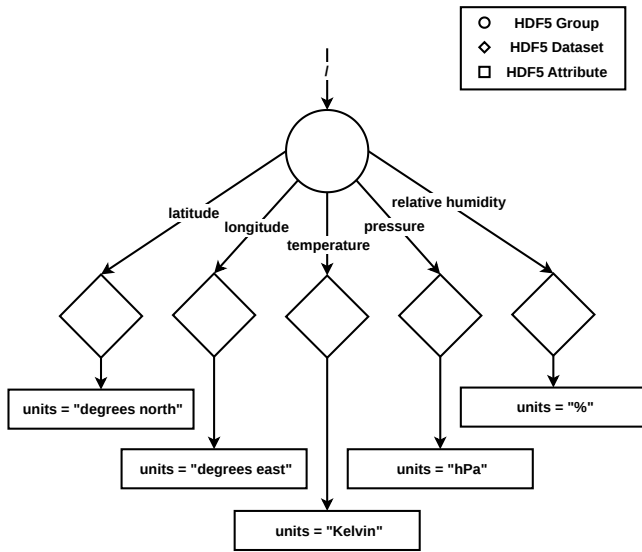 HDF5 Group
HDF5 Dataset
HDF5 Attribute
/
latitude
longitude
temperature
pressure
relative humidity
units = "degrees north"
units = "degrees east"
units = "Kelvin"
units = "hPa"
units = "%"